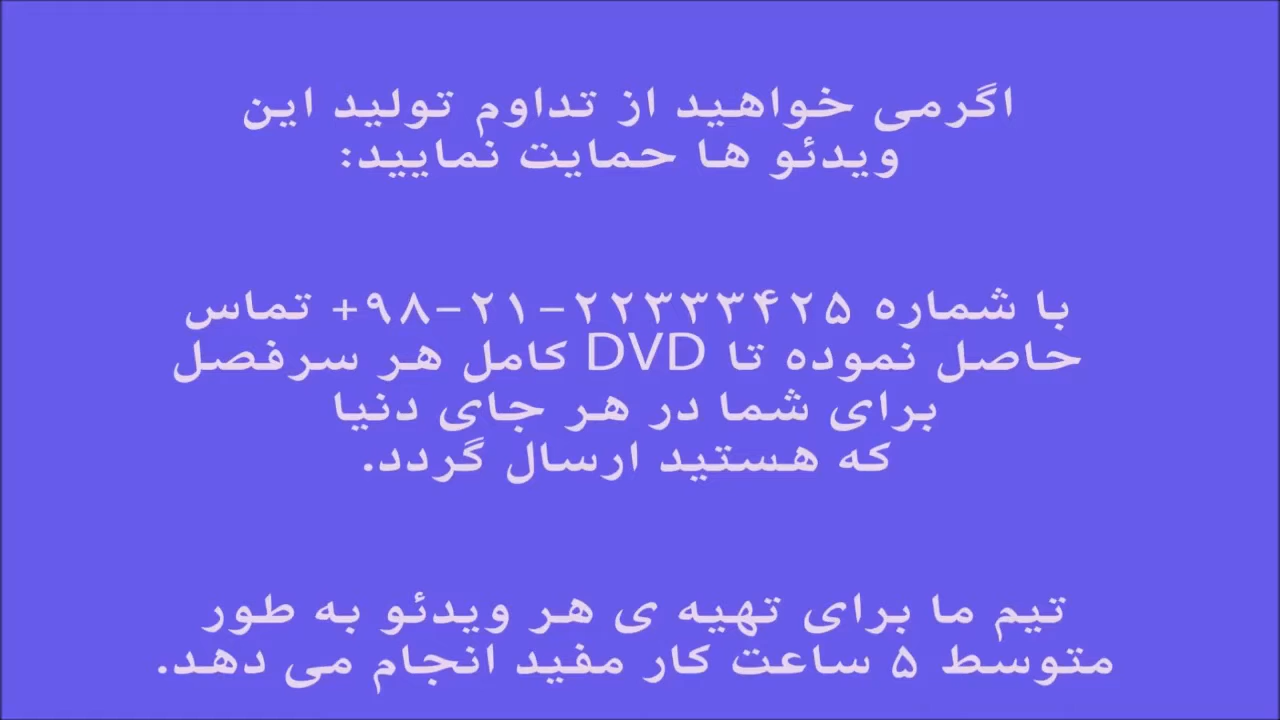 اگرمی خواهید از تداوم تولید این
ویدئو ها حمایت نمایید:
با شماره ۲۲۳۳۳۴۲۵-۲۱-۹۸+ تماس
حاصل نموده تا DVD کامل هر سرفصل
برای شما در هر جای دنیا
که هستید ارسال گردد.
تیم ما برای تهیه ی هر ویدئو به طور
متوسط ۵ ساعت کار مفید انجام می دهد.